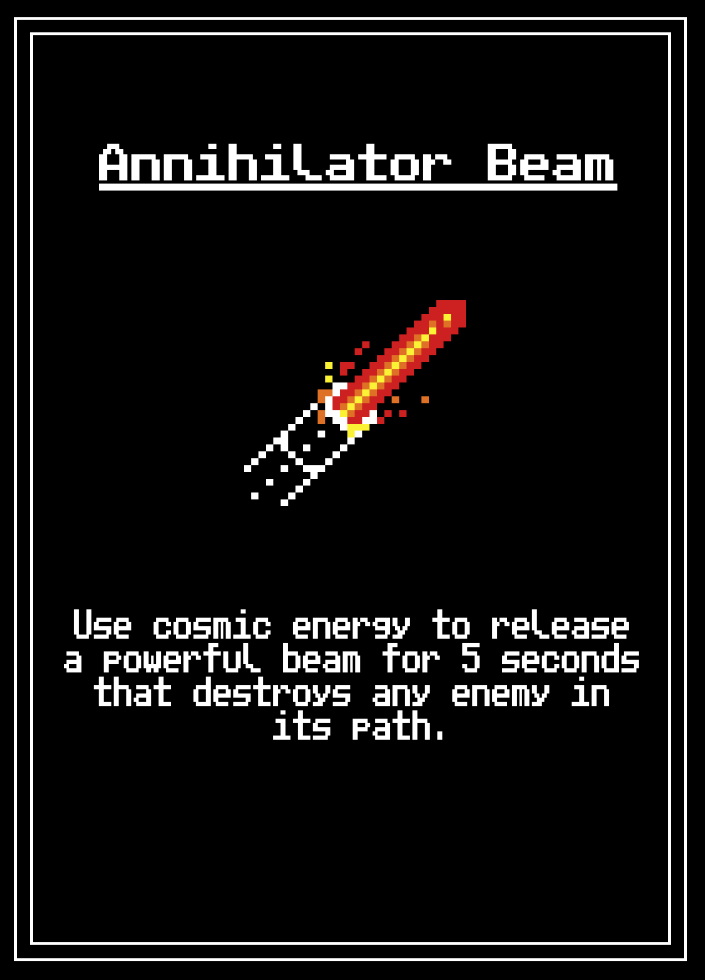 Annihilator Beam
Use cosmic energy to release
a powerful beam for 5 seconds
that destroys any enemy in
its path.